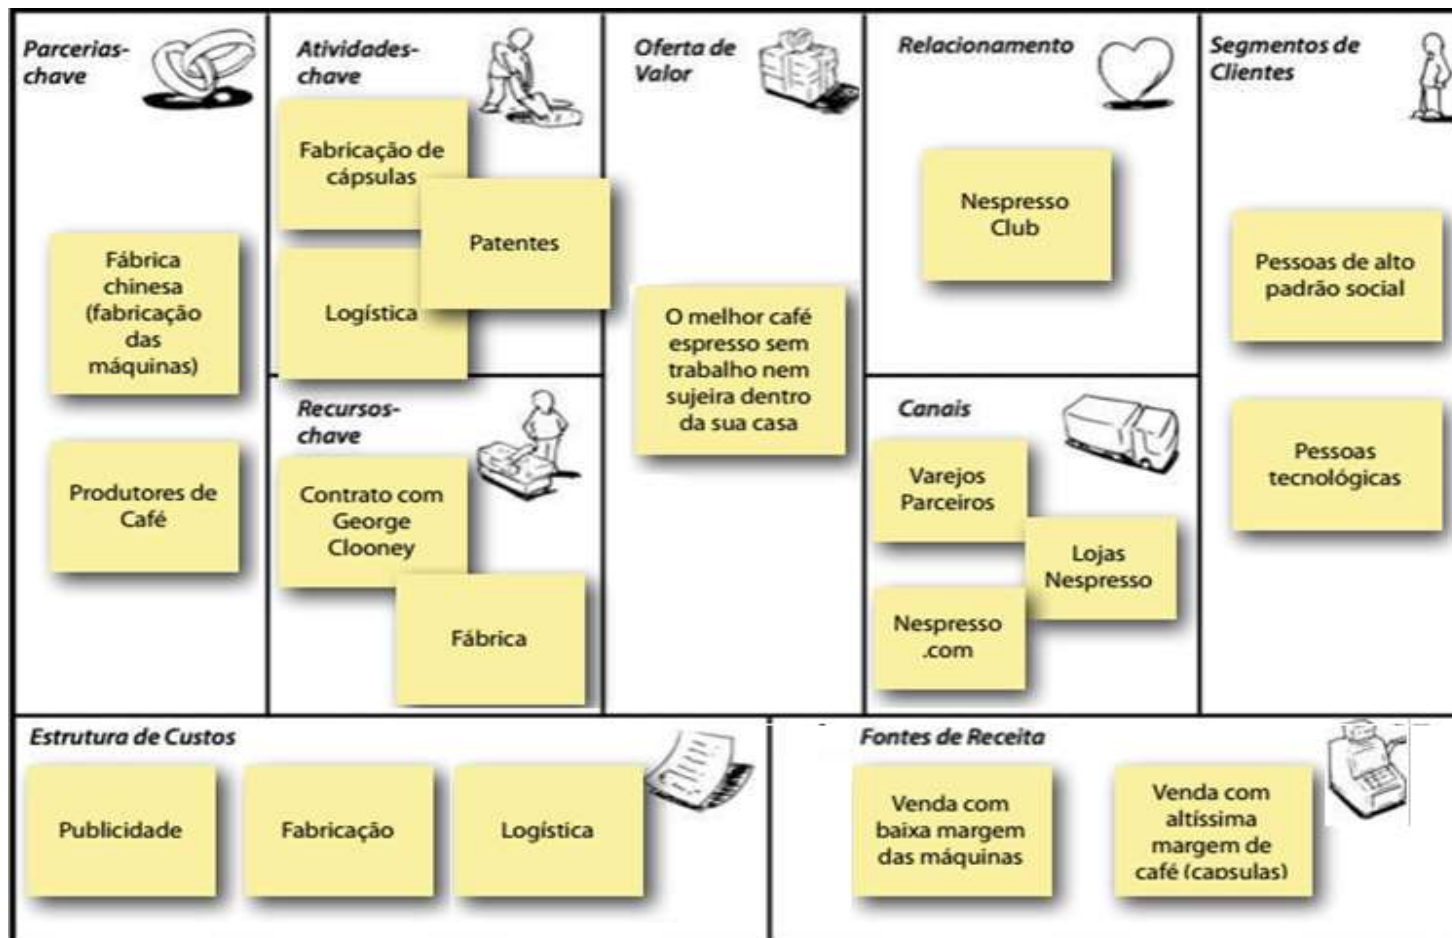 Parcerias-
chave
Fábrica
chinesa
(fabricação
das
máquinas)
Produtores de
Café
Atividades-
chave
Fabricação de
cápsulas
Patentes
Logística
Recursos-
chave
Contrato com
George
Clooney
Fábrica
Oferta de
Valor
O melhor café
espresso sem
trabalho nem
sujeira dentro
da sua casa
Relacionamento
Nespresso
Club
Canais
Varejos
Parceiros
Lojas
Nespresso
Nespresso
.com
Segmentos de
Clientes
Pessoas de alto
padrão social
Pessoas
tecnológicas
Estrutura de Custos
Publicidade
Fabricação
Logística
Fontes de Receita
Venda com
baixa margem
das máquinas
Venda com
altíssima
margem de
café (capsulas)